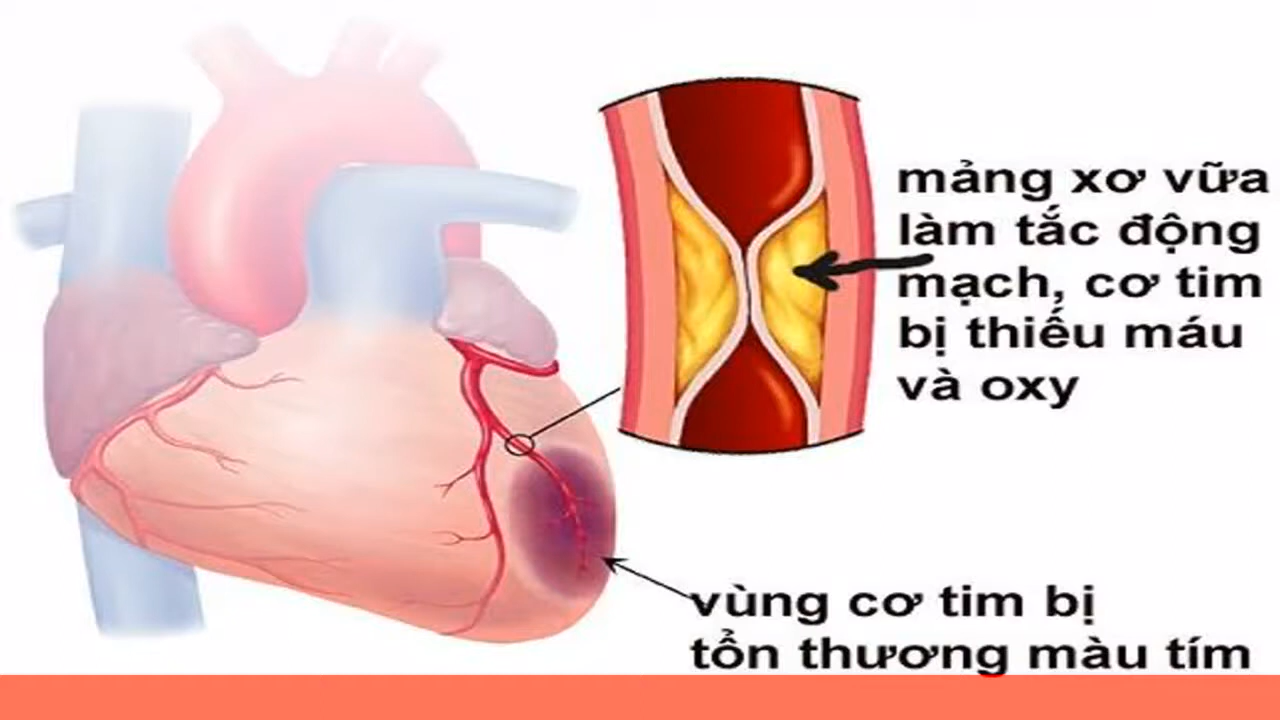 mảng xơ vữa
làm tắc động
mạch, cơ tim
bị thiếu máu
và oxy
vùng cơ tim bị
tổn thương màu tím